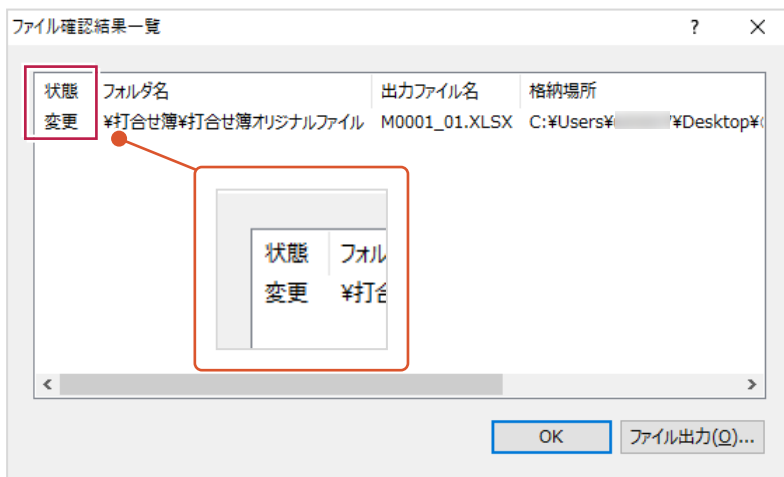 ファイル確認結果一覧 ? ×
状態 フォルダ名 出力ファイル名 格納場所
変更 ¥打合せ簿¥打合せ簿オリジナルファイル M0001_01.XLSX C:¥Users¥ ¥Desktop¥
状態 フォル
変更 ¥打合
OK ファイル出力(O)...